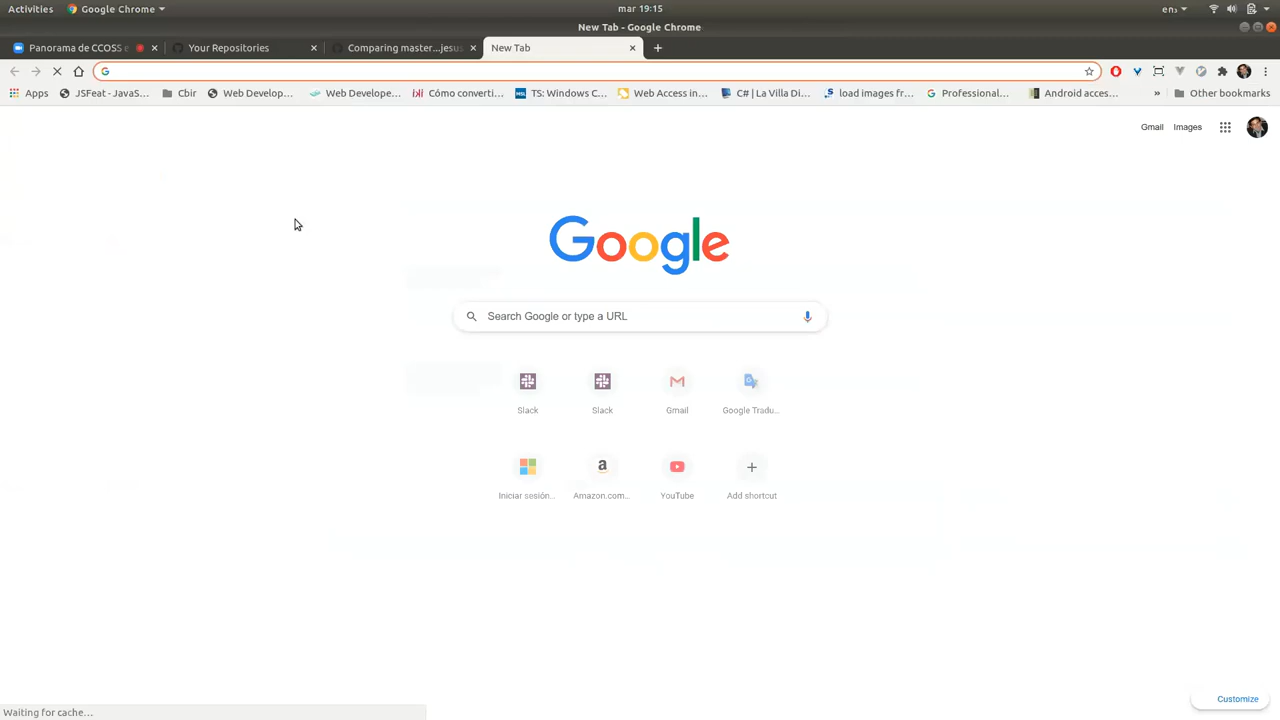 Activities Google Chrome mar 19:15 en₃
New Tab - Google Chrome
Panorama de CCOSS e Your Repositories Comparing master...jesus New Tab
Apps JSFeat - JavaS... Cbir Web Develop... Web Develope... Cómo converti... TS: Windows C... Web Access in... C# | La Villa Di... load images fr... Professional... Android acces... » Other bookmarks
Gmail Images
Google
Search Google or type a URL
Slack Slack Gmail Google Tradu...
Iniciar sesión... Amazon.com... YouTube Add shortcut
Customize
Waiting for cache...